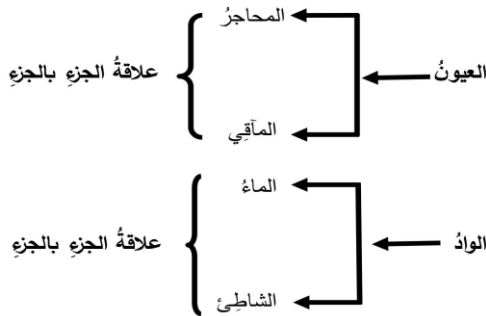 المحاجرُ
العيونُ
علاقةُ الجزءِ بالجزءِ
المآقِي
الماءُ
الوادُ
علاقةُ الجزءِ بالجزءِ
الشاطِئ